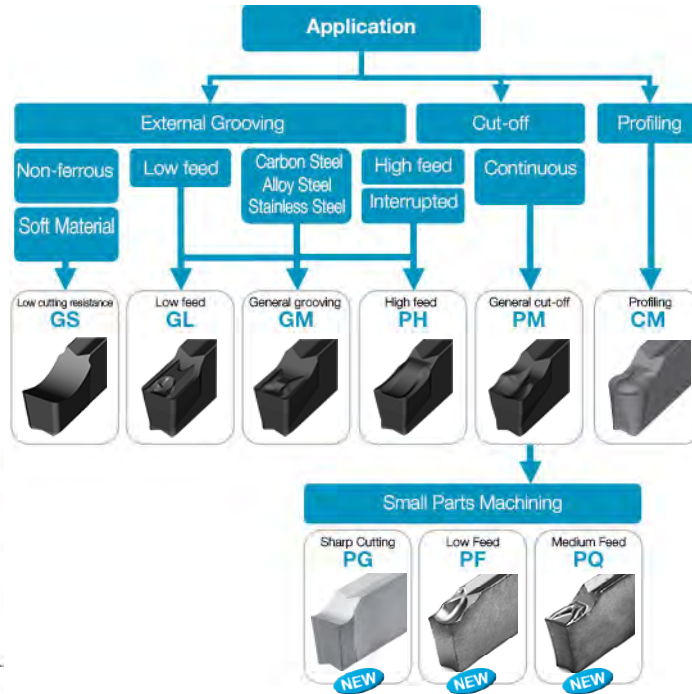 Application
External Grooving
Cut-off
Profiling
Non-ferrous
Soft Material
Low feed
Carbon Steel
Alloy Steel
Stainless Steel
High feed
Interrupted
Continuous
Low cutting resistance
GS
Low feed
GL
General grooving
GM
High feed
PH
General cut-off
PM
Profiling
CM
Small Parts Machining
Sharp Cutting
PG
NEW
Low Feed
PF
NEW
Medium Feed
PQ
NEW